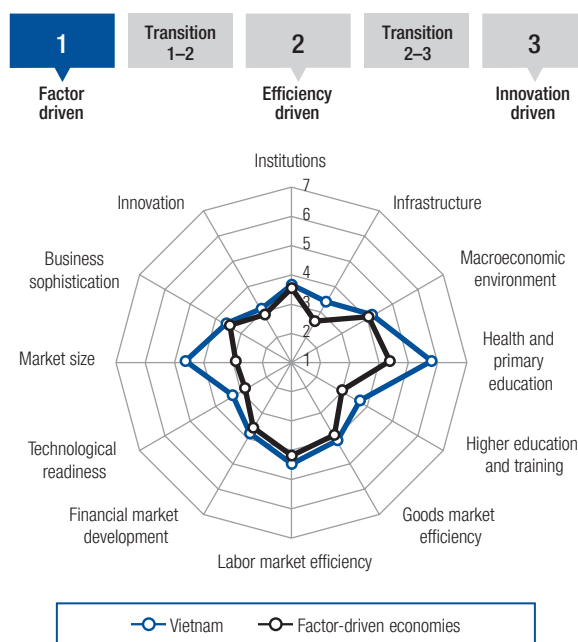 1
Transition
1–2
2
Transition
2–3
3
Factor
driven
Efficiency
driven
Innovation
driven
Institutions
Innovation
Infrastructure
Business
sophistication
Macroeconomic
environment
Market size
Health and
primary
education
Technological
readiness
Higher education
and training
Financial market
development
Goods market
efficiency
Labor market efficiency
7
6
5
4
3
2
1
Vietnam
Factor-driven economies